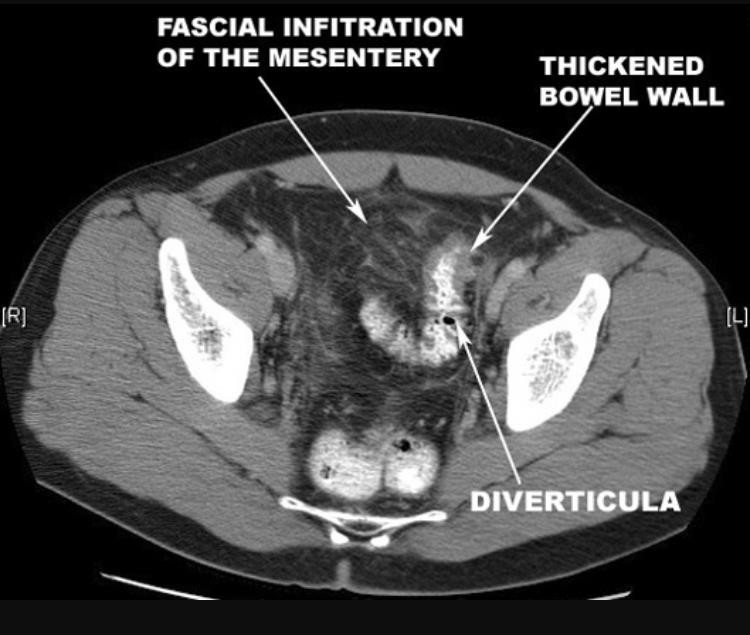 FASCIAL INFITRATION
OF THE MESENTERY
THICKENED
BOWEL WALL
[R]
[L]
DIVERTICULA